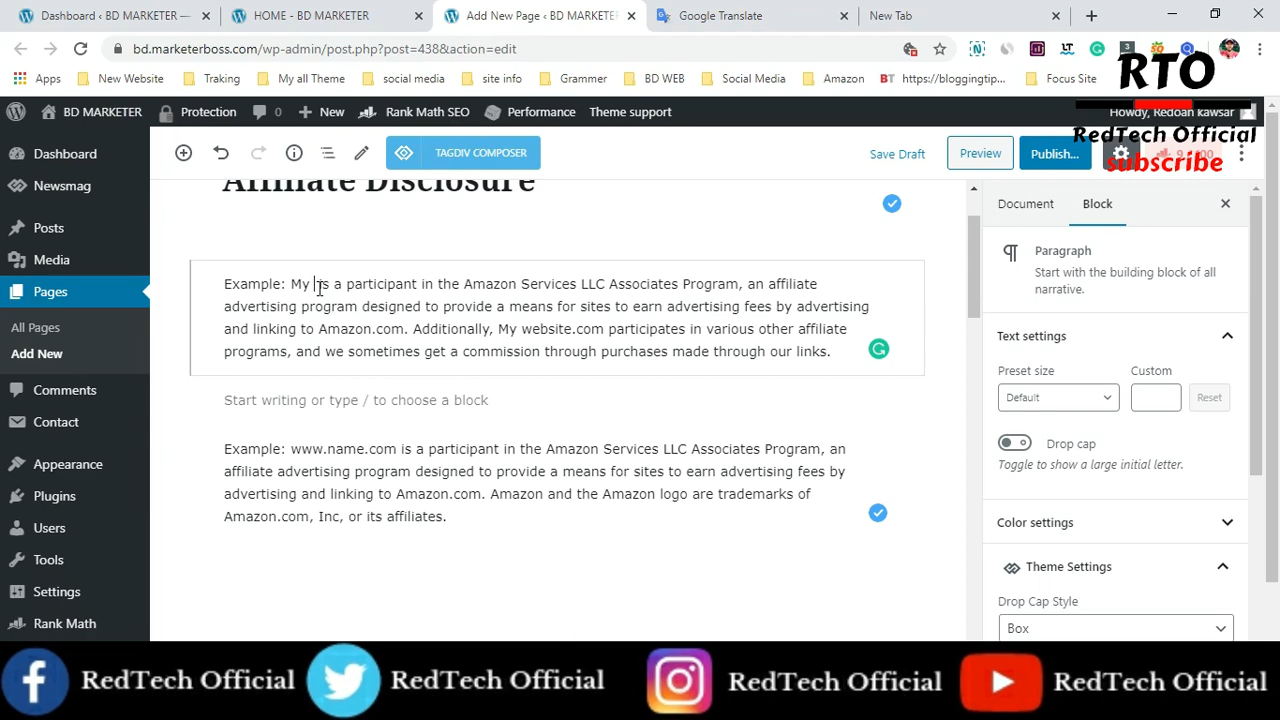 Dashboard ‹ BD MARKETER —
HOME - BD MARKETER
Add New Page ‹ BD MARKETER
Google Translate
New Tab
bd.marketerboss.com/wp-admin/post.php?post=438&action=edit
Apps
New Website
Traking
My all Theme
social media
site info
Grammer
BD WEB
Social Media
Amazon
BT https://bloggingtip...
Focus Site
RTO
RedTech Official
subscribe
BD MARKETER
Protection
0
New
Rank Math SEO
Performance
Theme support
Howdy, Redoan kawsar
Dashboard
Newsmag
Posts
Media
Pages
All Pages
Add New
Comments
Contact
Appearance
Plugins
Users
Tools
Settings
Rank Math
TAGDIV COMPOSER
Save Draft
Preview
Publish...
Affiliate Disclosure
Example: My is a participant in the Amazon Services LLC Associates Program, an affiliate
advertising program designed to provide a means for sites to earn advertising fees by advertising
and linking to Amazon.com. Additionally, My website.com participates in various other affiliate
programs, and we sometimes get a commission through purchases made through our links.
Start writing or type / to choose a block
Example: www.name.com is a participant in the Amazon Services LLC Associates Program, an
affiliate advertising program designed to provide a means for sites to earn advertising fees by
advertising and linking to Amazon.com. Amazon and the Amazon logo are trademarks of
Amazon.com, Inc, or its affiliates.
Document
Block
Paragraph
Start with the building block of all
narrative.
Text settings
Preset size
Custom
Default
Reset
Drop cap
Toggle to show a large initial letter.
Color settings
Theme Settings
Drop Cap Style
Box
RedTech Official
RedTech Official
RedTech Official
RedTech Official